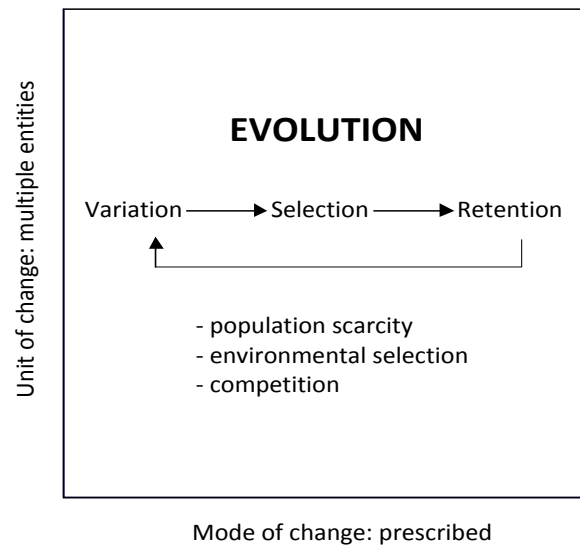 EVOLUTION
Variation Selection Retention
- population scarcity
- environmental selection
- competition
Unit of change: multiple entities
Mode of change: prescribed